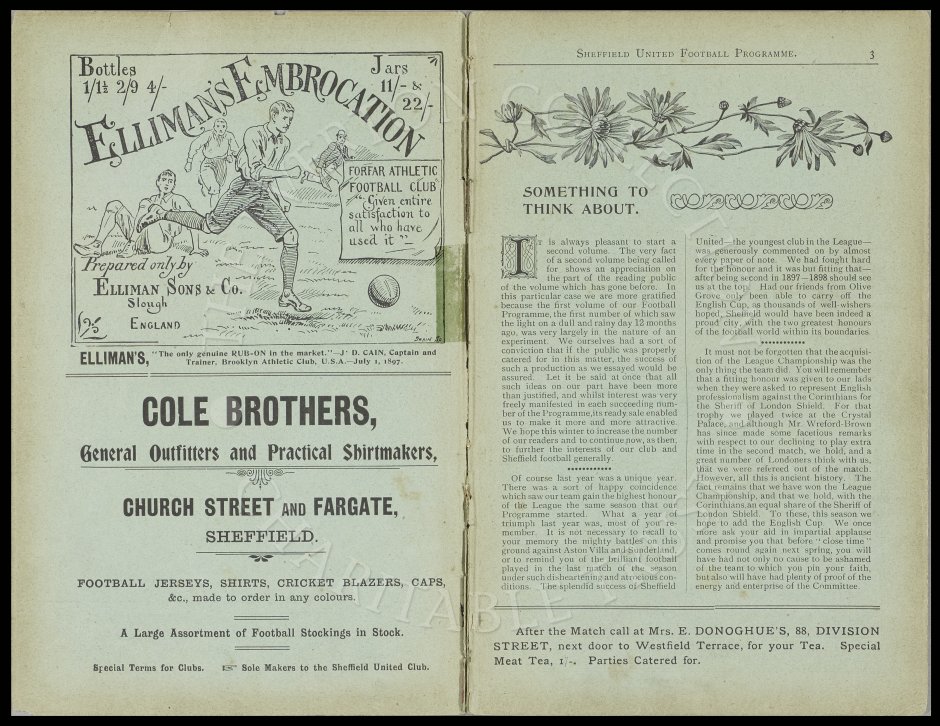 Bottles
1/1½ 2/9 4/-
Jars
11/- &
22/-
ELLIMAN'S EMBROCATION
FORFAR ATHLETIC
FOOTBALL CLUB
"Given entire
satisfaction to
all who have
used it"
Prepared only by
ELLIMAN SONS & Co.
Slough
ENGLAND
ELLIMAN'S, "The only genuine RUB-ON in the market."—J' D. CAIN, Captain and
Trainer, Brooklyn Athletic Club, U.S.A.—July 1, 1897.
COLE BROTHERS,
General Outfitters and Practical Shirtmakers,
CHURCH STREET AND FARGATE,
SHEFFIELD.
FOOTBALL JERSEYS, SHIRTS, CRICKET BLAZERS, CAPS,
&c., made to order in any colours.
A Large Assortment of Football Stockings in Stock.
Special Terms for Clubs. ☞ Sole Makers to the Sheffield United Club.
SHEFFIELD UNITED FOOTBALL PROGRAMME. 3
SOMETHING TO
THINK ABOUT.
IT is always pleasant to start a
second volume. The very fact
of a second volume being called
for shows an appreciation on
the part of the reading public
of the volume which has gone before. In
this particular case we are more gratified
because the first volume of our Football
Programme, the first number of which saw
the light on a dull and rainy day 12 months
ago, was very largely in the nature of an
experiment. We ourselves had a sort of
conviction that if the public was properly
catered for in this matter, the success of
such a production as we essayed would be
assured. Let it be said at once that all
such ideas on our part have been more
than justified, and whilst interest was very
freely manifested in each succeeding num-
ber of the Programme, its ready sale enabled
us to make it more and more attractive.
We hope this winter to increase the number
of our readers and to continue now, as then,
to further the interests of our club and
Sheffield football generally.
Of course last year was a unique year.
There was a sort of happy coincidence
which saw our team gain the highest honour
of the League the same season that our
Programme started. What a year of
triumph last year was, most of you re-
member. It is not necessary to recall to
your memory the mighty battles on this
ground against Aston Villa and Sunderland,
or to remind you of the brilliant football
played in the last match of the season
under such disheartening and atrocious con-
ditions. The splendid success of Sheffield
United—the youngest club in the League—
was generously commented on by almost
every paper of note. We had fought hard
for the honour and it was but fitting that—
after being second in 1897—1898 should see
us at the top. Had our friends from Olive
Grove only been able to carry off the
English Cup, as thousands of well-wishers
hoped, Sheffield would have been indeed a
proud city, with the two greatest honours
of the football world within its boundaries.
It must not be forgotten that the acquisi-
tion of the League Championship was the
only thing the team did. You will remember
that a fitting honour was given to our lads
when they were asked to represent English
professionalism against the Corinthians for
the Sheriff of London Shield. For that
trophy we played twice at the Crystal
Palace, and although Mr Wreford-Brown
has since made some facetious remarks
with respect to our declining to play extra
time in the second match, we hold, and a
great number of Londoners think with us,
that we were refereed out of the match.
However, all this is ancient history. The
fact remains that we have won the League
Championship, and that we hold, with the
Corinthians, an equal share of the Sheriff of
London Shield. To these, this season we
hope to add the English Cup. We once
more ask your aid in impartial applause
and promise you that before "close time"
comes round again next spring, you will
have had not only no cause to be ashamed
of the team to which you pin your faith,
but also will have had plenty of proof of the
energy and enterprise of the Committee.
After the Match call at Mrs. E. DONOGHUE'S, 88, DIVISION
STREET, next door to Westfield Terrace, for your Tea. Special
Meat Tea, 1/-. Parties Catered for.